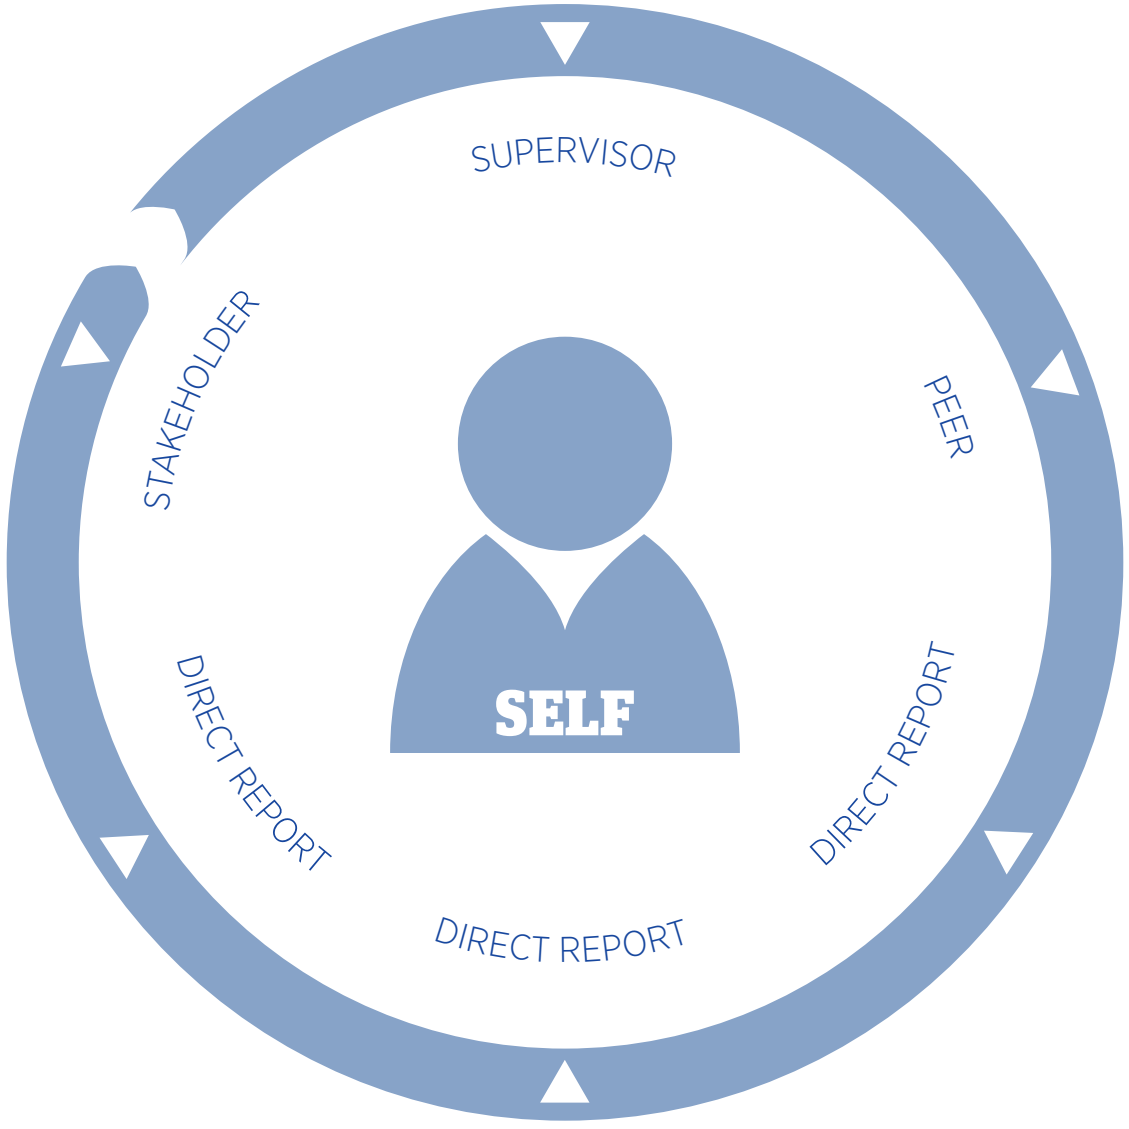 SUPERVISOR
STAKEHOLDER
PEER
SELF
DIRECT REPORT
DIRECT REPORT
DIRECT REPORT